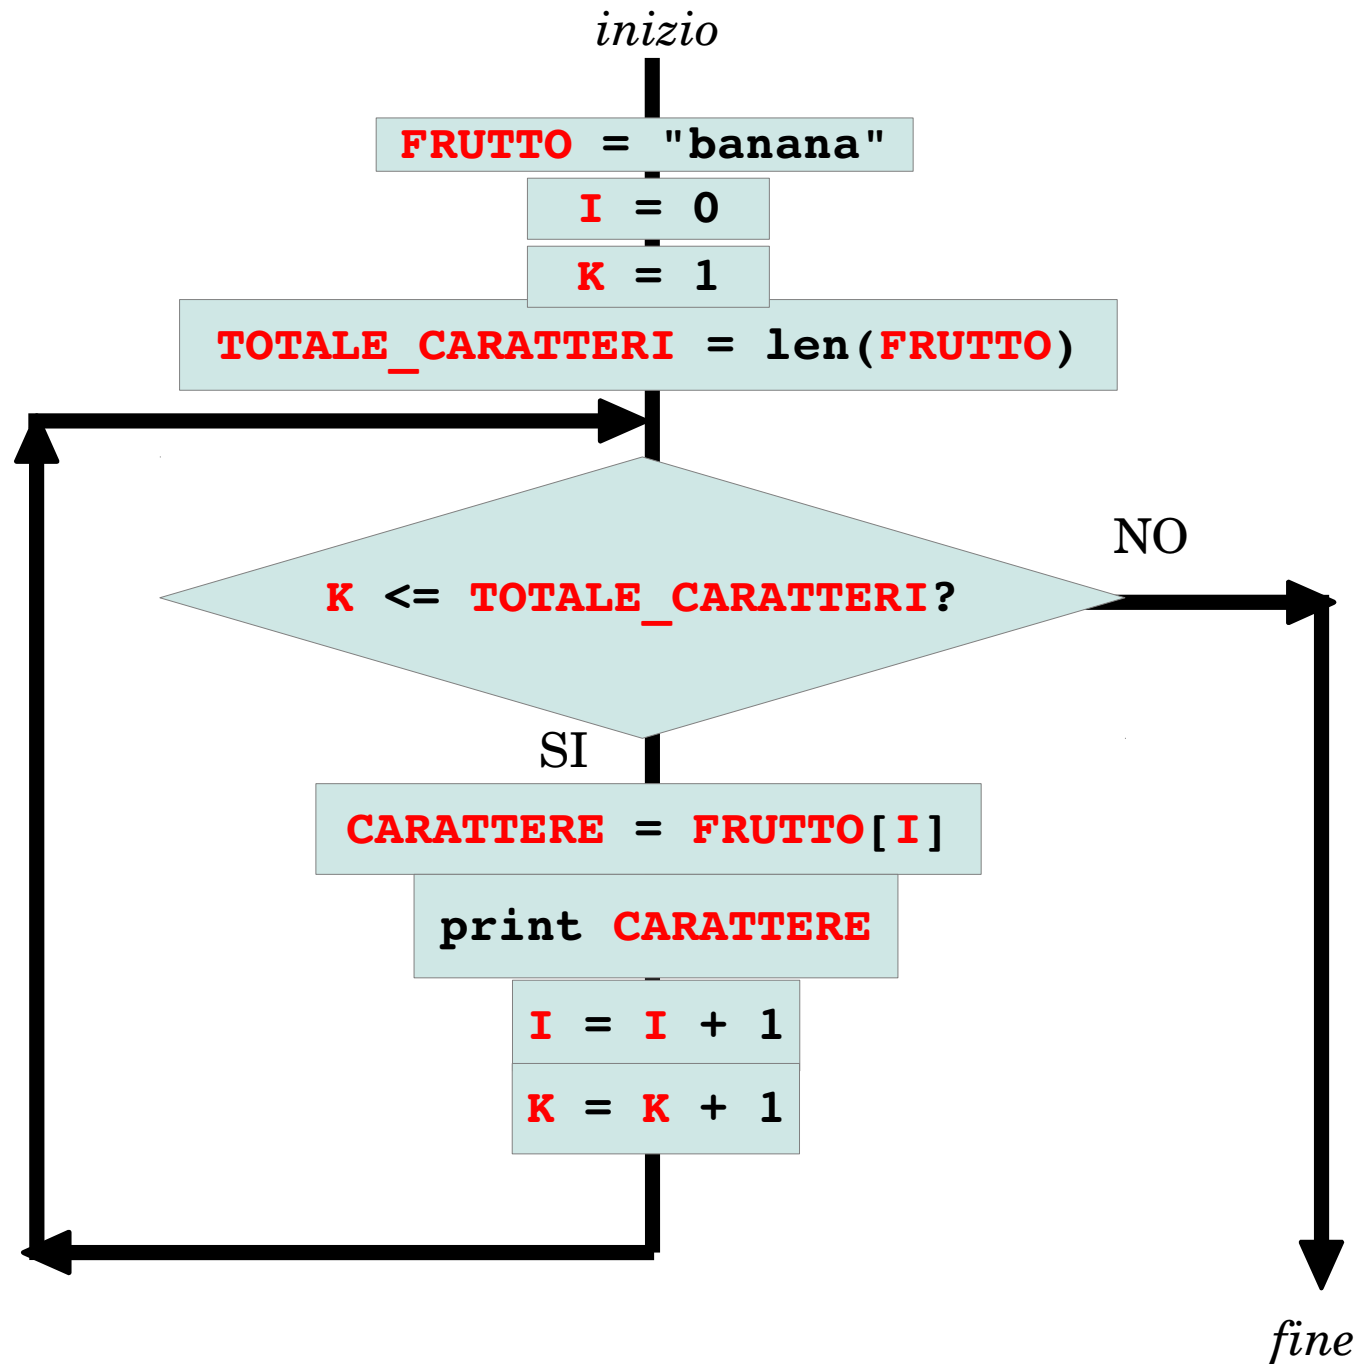 inizio
FRUTTO = "banana"
I = 0
K = 1
TOTALE_CARATTERI = len(FRUTTO)
K <= TOTALE_CARATTERI?
NO
SI
CARATTERE = FRUTTO[I]
print CARATTERE
I = I + 1
K = K + 1
fine